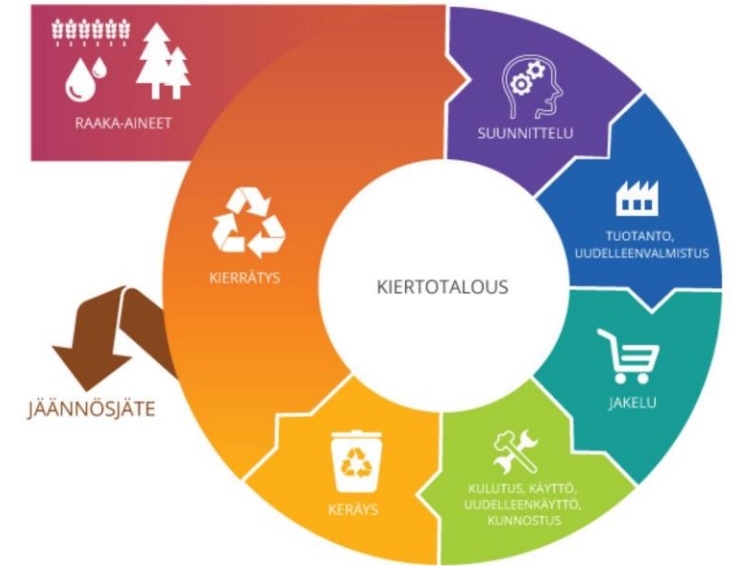 RAAKA-AINEET
SUUNNITTELU
TUOTANTO,
UUDELLEENVALMISTUS
KIERRÄTYS
KIERTOTALOUS
JAKELU
JÄÄNNÖSJÄTE
KULUTUS, KÄYTTÖ,
UUDELLEENKÄYTTÖ,
KUNNOSTUS
KERÄYS